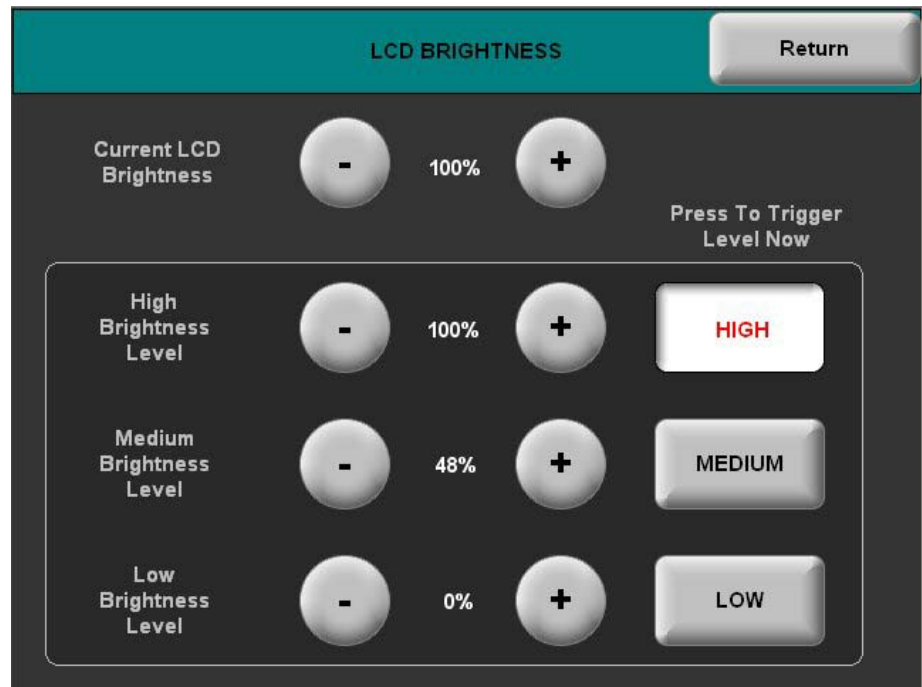 LCD BRIGHTNESS
Return
Current LCD
Brightness
-
100%
+
Press To Trigger
Level Now
High
Brightness
Level
-
100%
+
HIGH
Medium
Brightness
Level
-
48%
+
MEDIUM
Low
Brightness
Level
-
0%
+
LOW